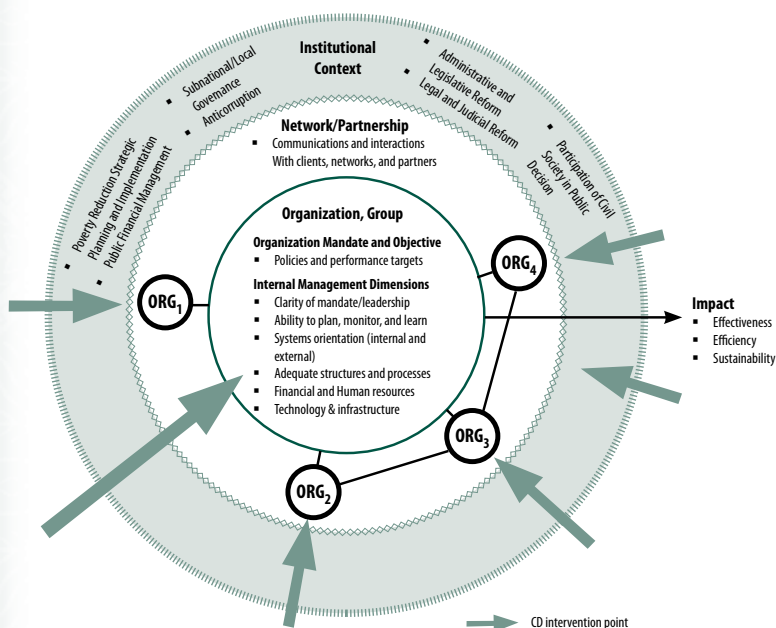 Institutional
Context
▪ Subnational/Local
Governance
▪ Anticorruption
▪ Poverty Reduction Strategic
Planning and Implementation
▪ Public Financial Management
▪ Administrative and
Legislative Reform
▪ Legal and Judicial Reform
▪ Participation of Civil
Society in Public
Decision
Network/Partnership
▪ Communications and interactions
With clients, networks, and partners
Organization, Group
Organization Mandate and Objective
▪ Policies and performance targets
Internal Management Dimensions
▪ Clarity of mandate/leadership
▪ Ability to plan, monitor, and learn
▪ Systems orientation (internal and
external)
▪ Adequate structures and processes
▪ Financial and Human resources
▪ Technology & infrastructure
ORG1
ORG4
ORG3
ORG2
Impact
▪ Effectiveness
▪ Efficiency
▪ Sustainability
CD intervention point